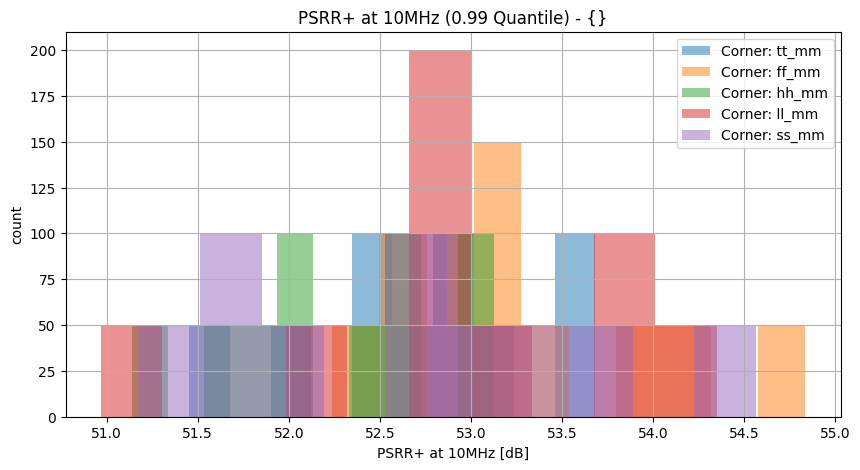 PSRR+ at 10MHz (0.99 Quantile) - {}
Corner: tt_mm
Corner: ff_mm
Corner: hh_mm
Corner: ll_mm
Corner: ss_mm
count
200
175
150
125
100
75
50
25
0
51.0 51.5 52.0 52.5 53.0 53.5 54.0 54.5 55.0
PSRR+ at 10MHz [dB]